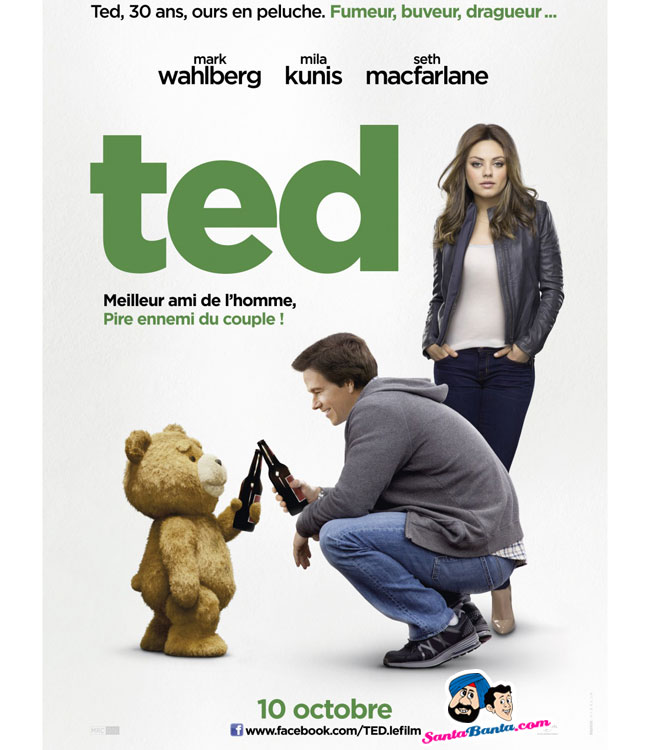 Ted, 30 ans, ours en peluche. Fumeur, buveur, dragueur...
mark wahlberg
mila kunis
seth macfarlane
ted
Meilleur ami de l'homme,
Pire ennemi du couple !
10 octobre
www.facebook.com/TED.lefilm
SantaBanta.com